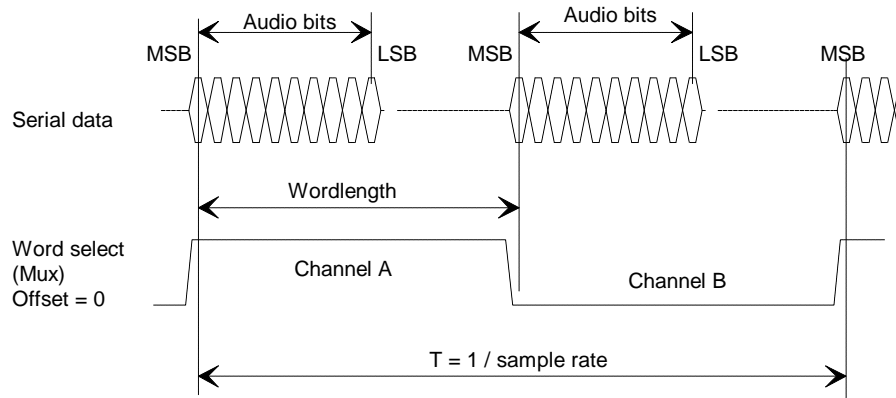 Audio bits
Audio bits
MSB
LSB
MSB
LSB
MSB
Serial data
Wordlength
Word select
(Mux)
Offset = 0
Channel A
Channel B
T = 1 / sample rate